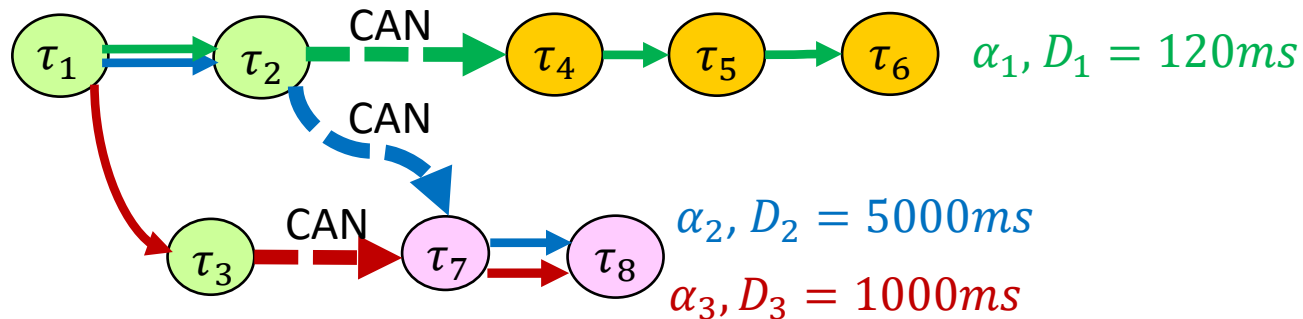 CAN
τ₁ τ₂ τ₄ τ₅ τ₆ α₁, D₁ = 120ms
CAN
α₂, D₂ = 5000ms
CAN
τ₃ τ₇ τ₈
α₃, D₃ = 1000ms